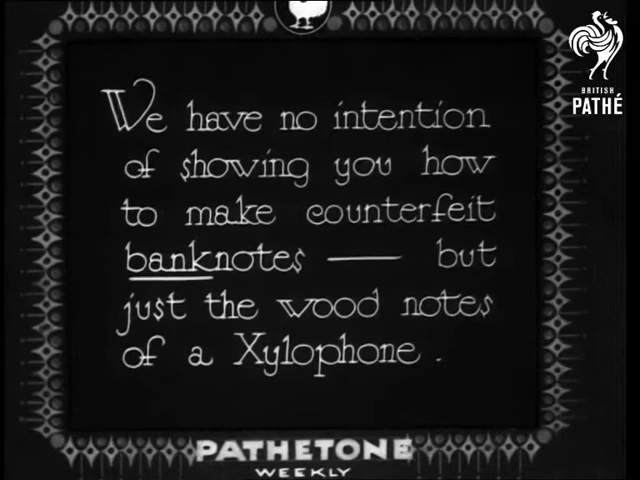 BRITISH
PATHÉ
We have no intention
of showing you how
to make counterfeit
banknotes — but
just the wood notes
of a Xylophone .
PATHETONE
WEEKLY